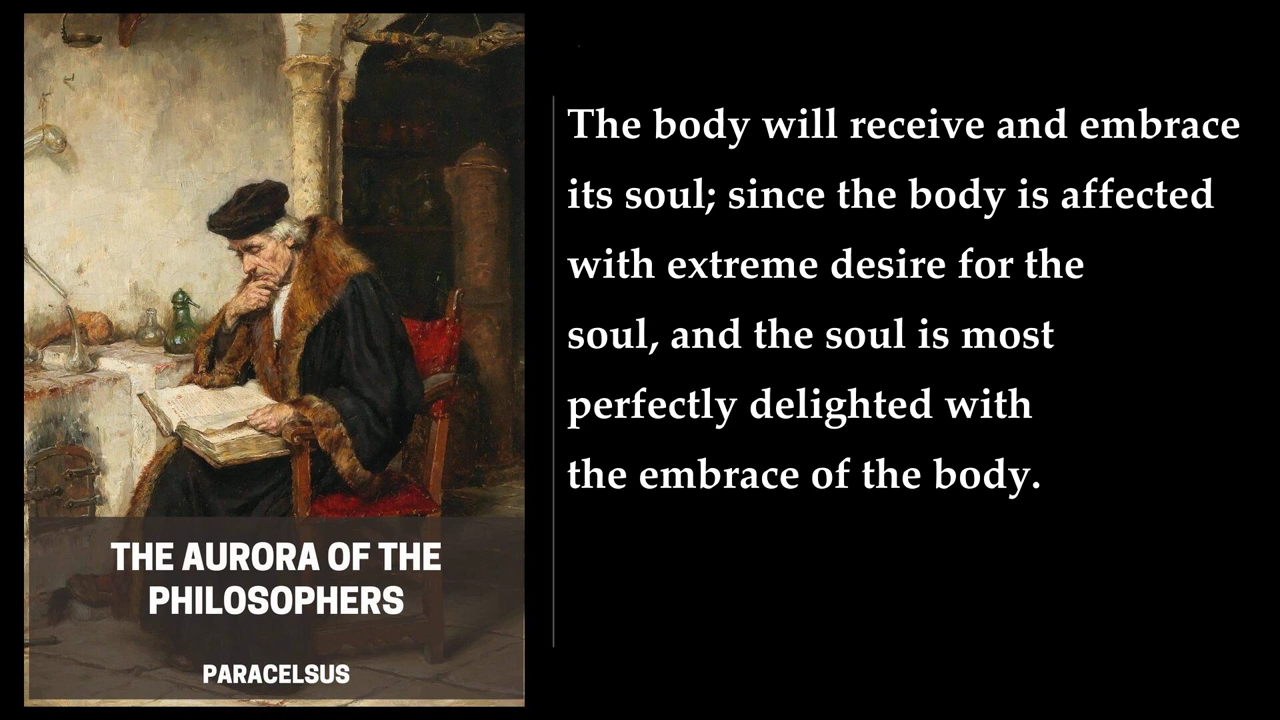 THE AURORA OF THE
PHILOSOPHERS
PARACELSUS
The body will receive and embrace
its soul; since the body is affected
with extreme desire for the
soul, and the soul is most
perfectly delighted with
the embrace of the body.